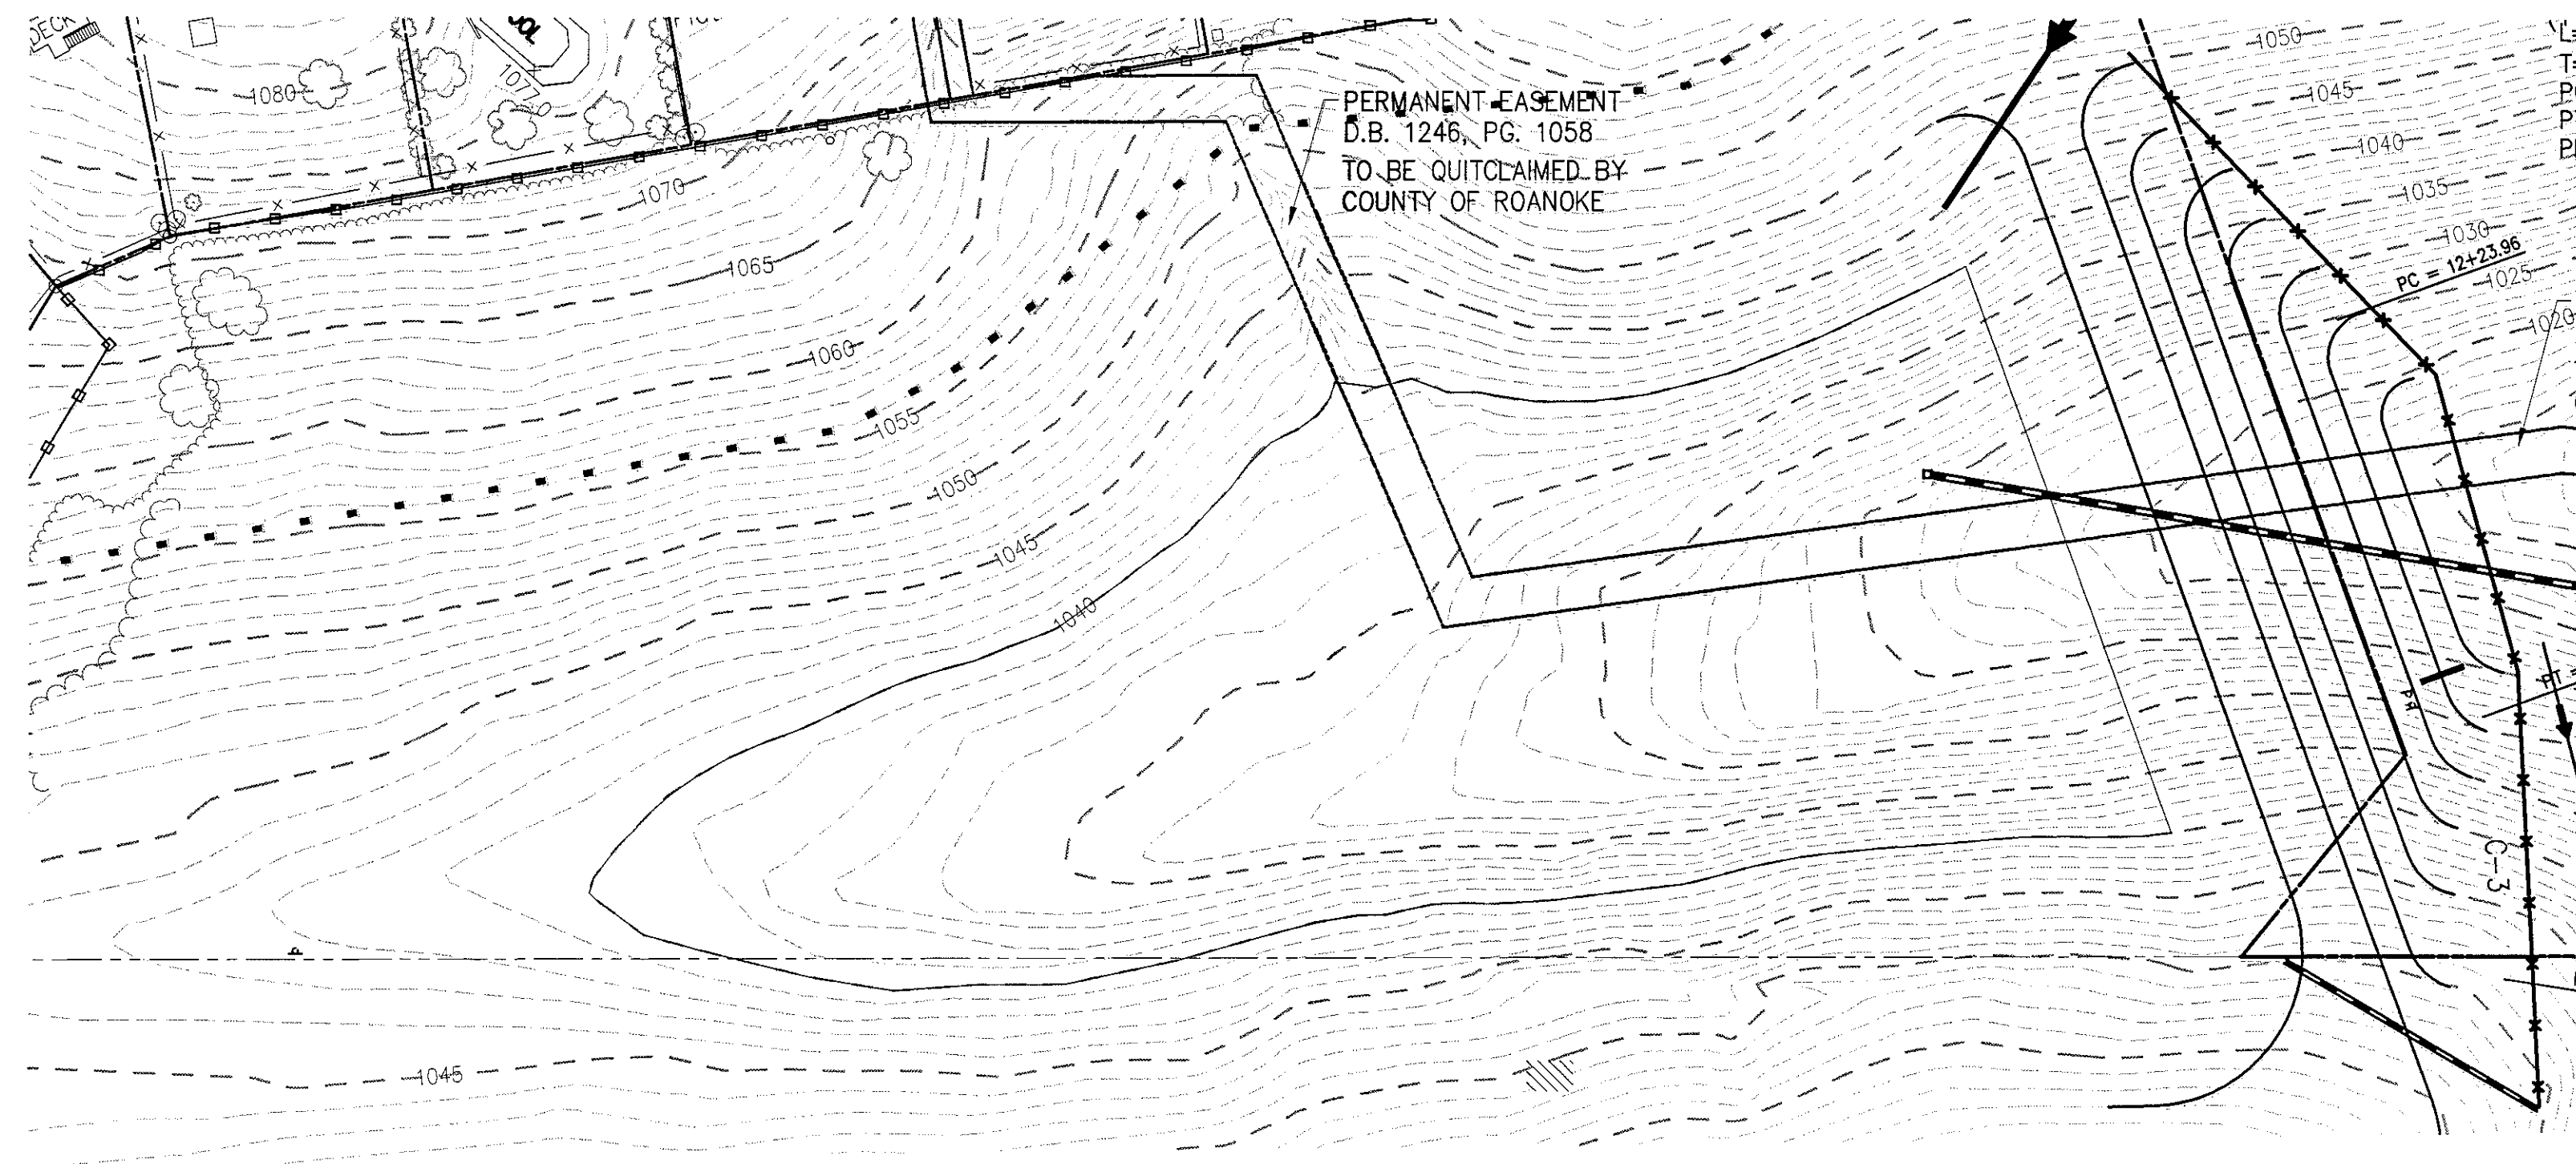 DECK
1080
1077.0
1070
1065
1060
1055
1050
1045
1040
1045
PERMANENT EASEMENT
D.B. 1246, PG. 1058
TO BE QUITCLAIMED BY
COUNTY OF ROANOKE
1050
1045
1040
1035
1030
PC = 12+23.96
1025
1020
L=
T=
PT =
C-3